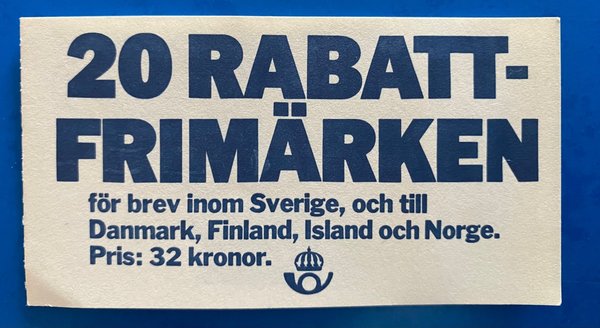 20 RABATT-
FRIMÄRKEN
för brev inom Sverige, och till
Danmark, Finland, Island och Norge.
Pris: 32 kronor.